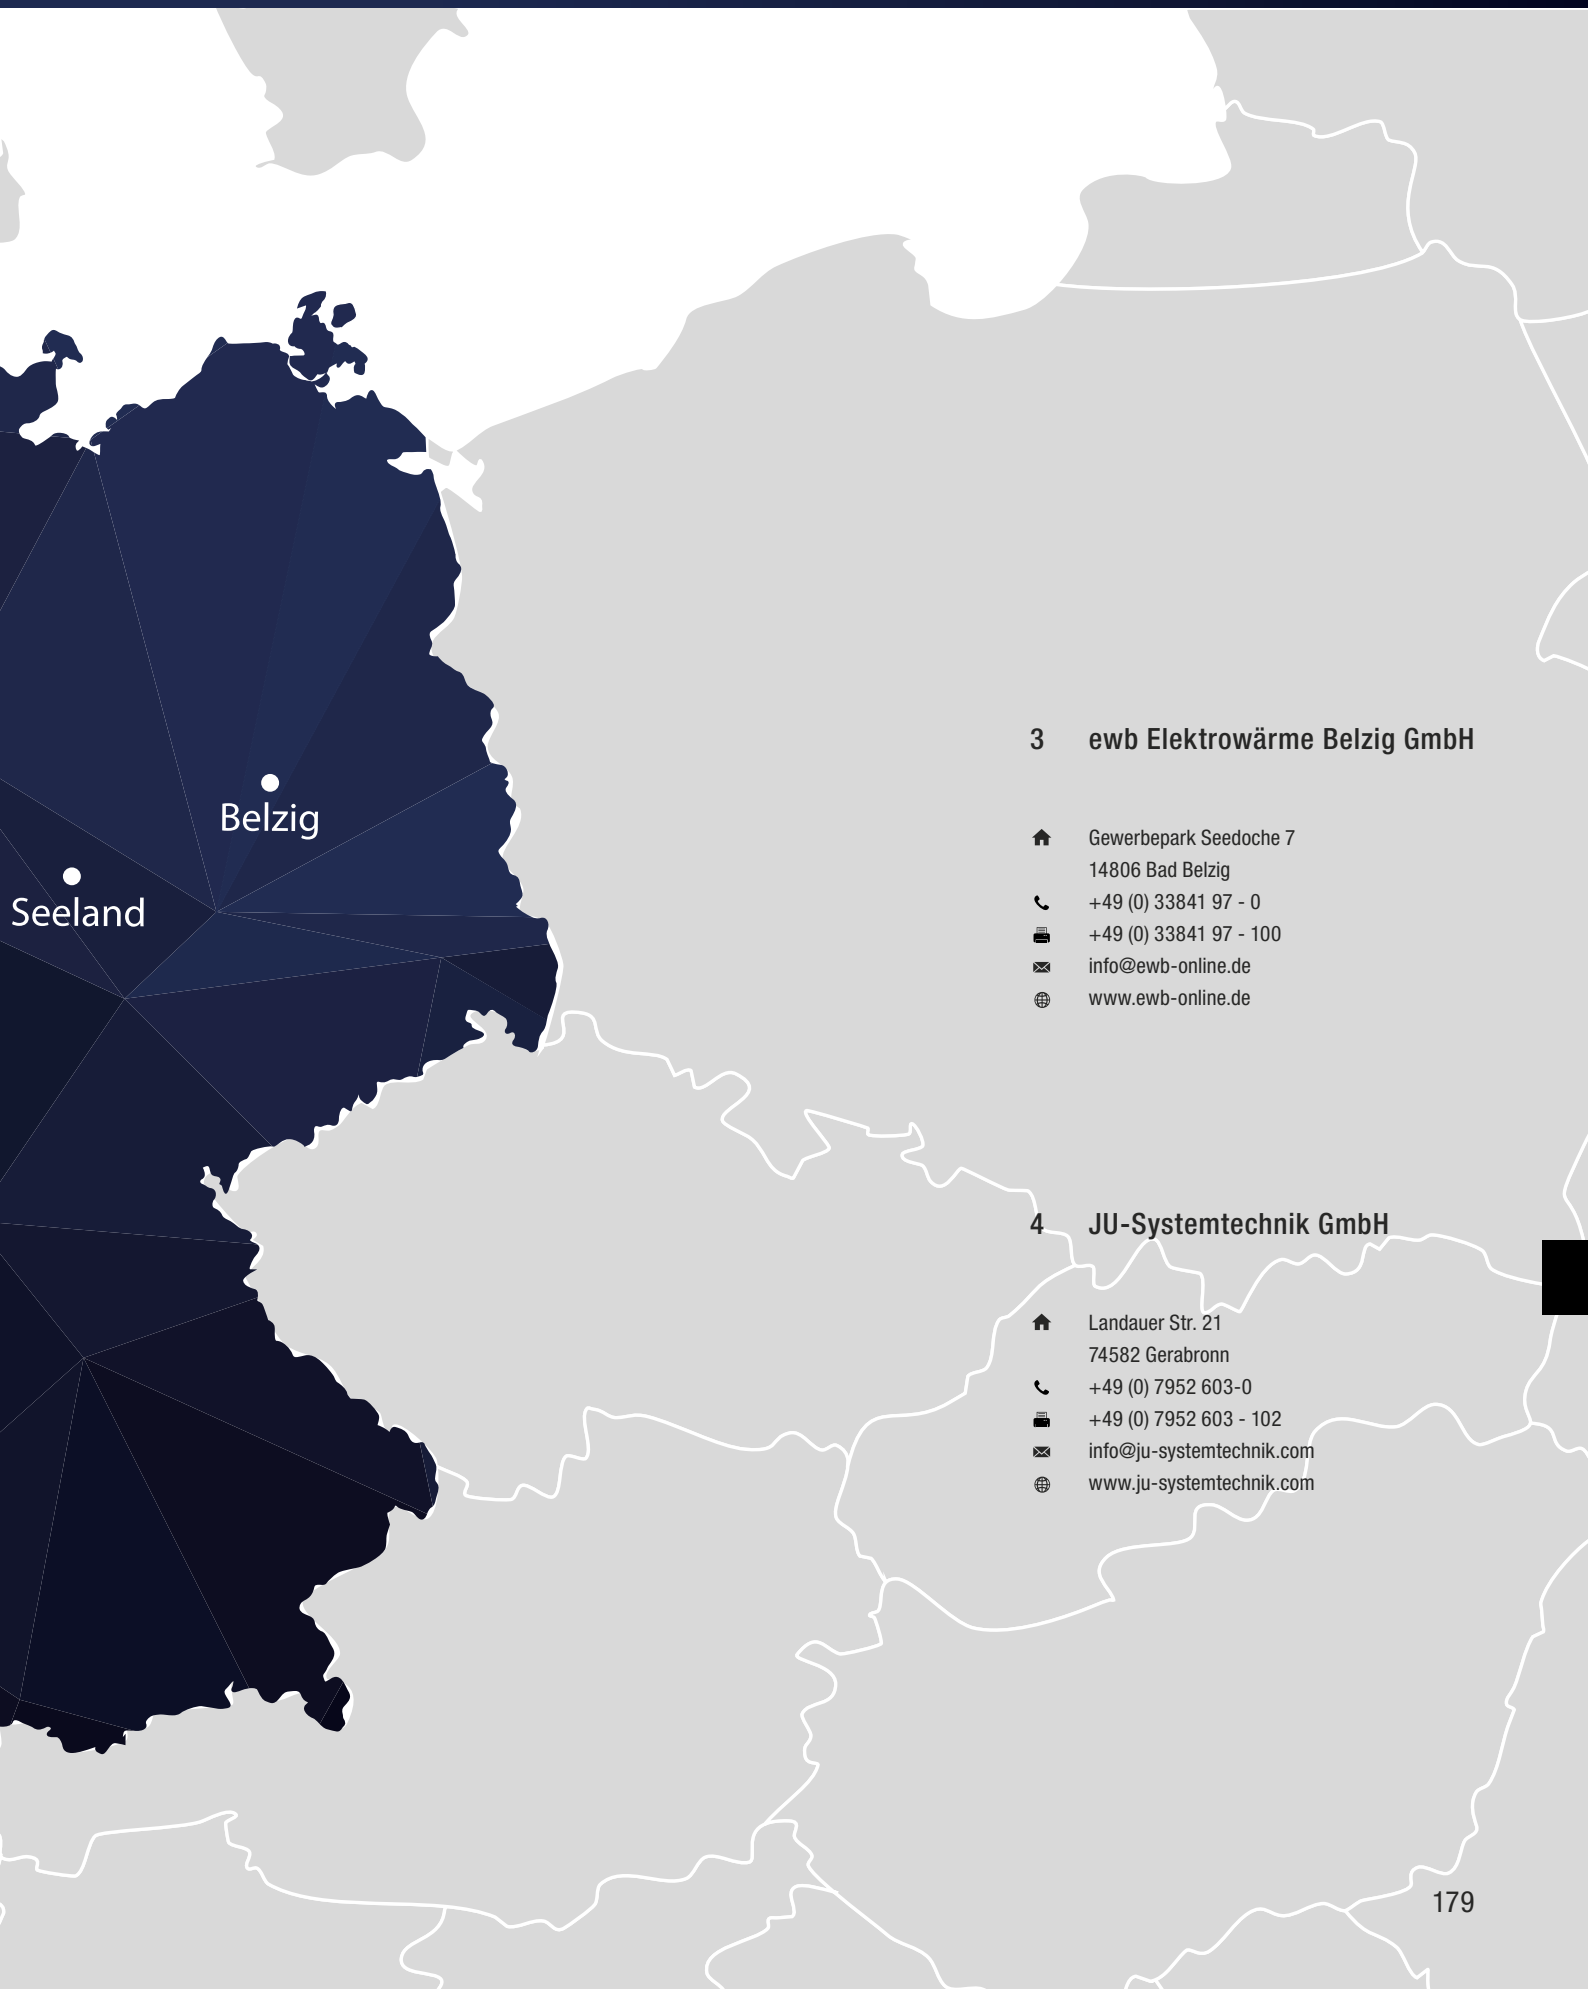 Belzig
Seeland
3 ewb Elektrowärme Belzig GmbH
Gewerbepark Seedoche 7
14806 Bad Belzig
+49 (0) 33841 97 - 0
+49 (0) 33841 97 - 100
info@ewb-online.de
www.ewb-online.de
4 JU-Systemtechnik GmbH
Landauer Str. 21
74582 Gerabronn
+49 (0) 7952 603-0
+49 (0) 7952 603 - 102
info@ju-systemtechnik.com
www.ju-systemtechnik.com
179